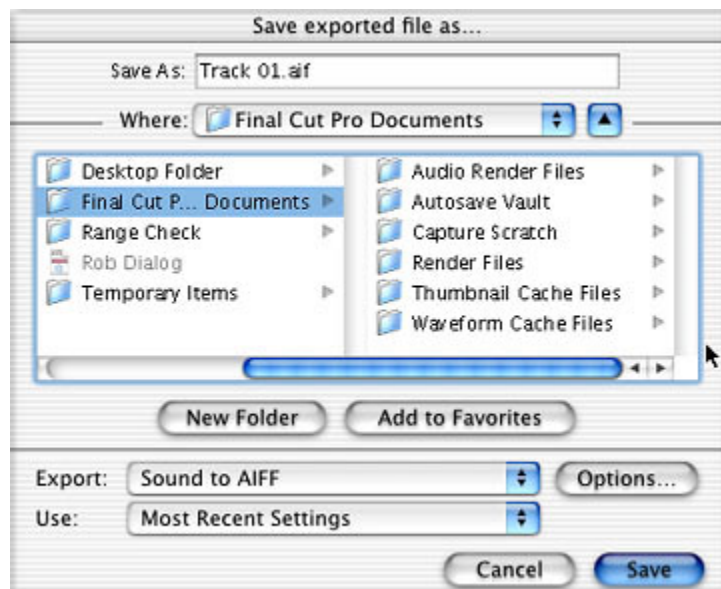 Save exported file as...
Save As: Track 01.aif
Where: Final Cut Pro Documents
Desktop Folder
Final Cut P... Documents
Range Check
Rob Dialog
Temporary Items
Audio Render Files
Autosave Vault
Capture Scratch
Render Files
Thumbnail Cache Files
Waveform Cache Files
New Folder Add to Favorites
Export: Sound to AIFF Options...
Use: Most Recent Settings
Cancel Save